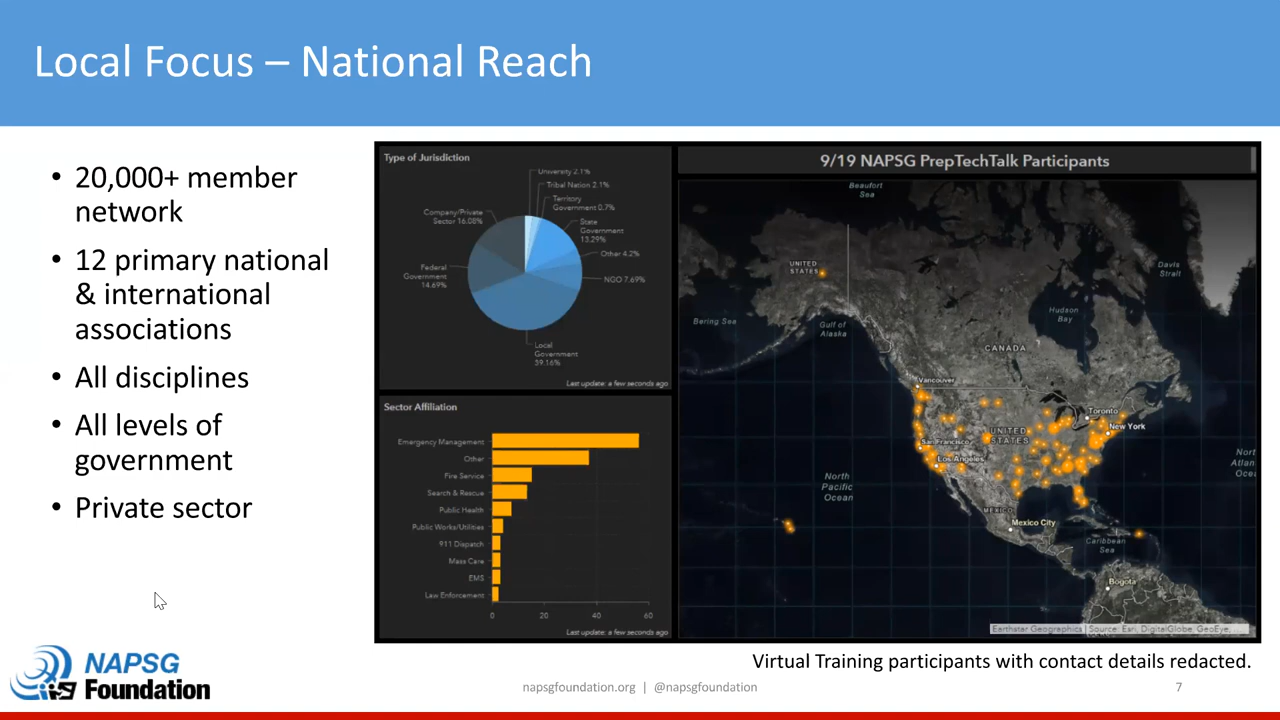 Local Focus – National Reach
• 20,000+ member
network
• 12 primary national
& international
associations
• All disciplines
• All levels of
government
• Private sector
Type of Jurisdiction
University 2.1%
Tribal Nation 2.1%
Territory
Government 0.7%
State
Government
13.29%
Other 4.2%
NGO 7.69%
Local
Government
39.16%
Federal
Government
14.69%
Company/Private
Sector 16.08%
Last update: a few seconds ago
Sector Affiliation
Emergency Management
Other
Fire Service
Search & Rescue
Public Health
Public Works/Utilities
911 Dispatch
Mass Care
EMS
Law Enforcement
0 20 40 60
Last update: a few seconds ago
9/19 NAPSG PrepTechTalk Participants
Beaufort
Sea
UNITED
STATES
Davis
Strait
Hudson
Bay
Bering Sea
Gulf of
Alaska
CANADA
Vancouver
Toronto
New York
UNITED
STATES
San Francisco
Los Angeles
North
Pacific
Ocean
Nort
Atlan
Ocea
MEXICO
Mexico City
Caribbean
Sea
Bogota
Earthstar Geographics | Source: Esri, DigitalGlobe, GeoEye, ...
Virtual Training participants with contact details redacted.
NAPSG
Foundation
napsgfoundation.org | @napsgfoundation
7